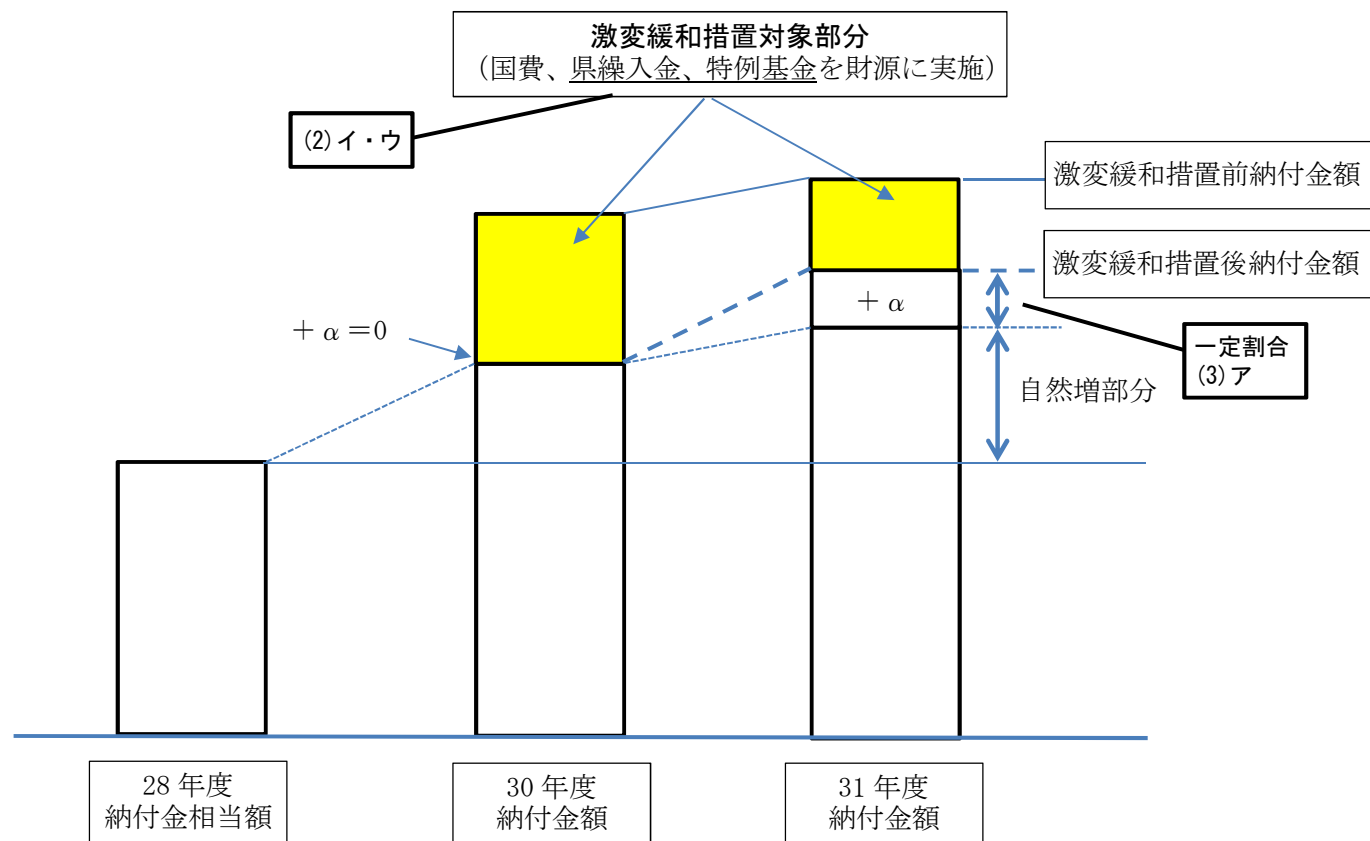 激変緩和措置対象部分
（国費、県繰入金、特例基金を財源に実施）
(2)イ・ウ
激変緩和措置前納付金額
激変緩和措置後納付金額
＋α
＋α＝0
一定割合
(3)ア
自然増部分
28 年度
納付金相当額
30 年度
納付金額
31 年度
納付金額